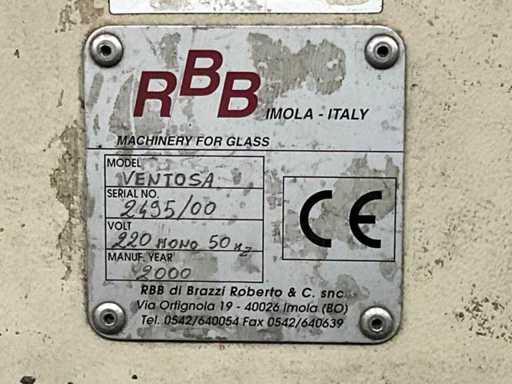 RBB IMOLA - ITALY
MACHINERY FOR GLASS
MODEL
VENTOSA
SERIAL NO.
2495/00
VOLT
220 MONO 50 HZ
MANUF. YEAR
2000
CE
RBB di Brazzi Roberto & C. snc
Via Ortignola 19 - 40026 Imola (BO)
Tel. 0542/640054 Fax 0542/640639